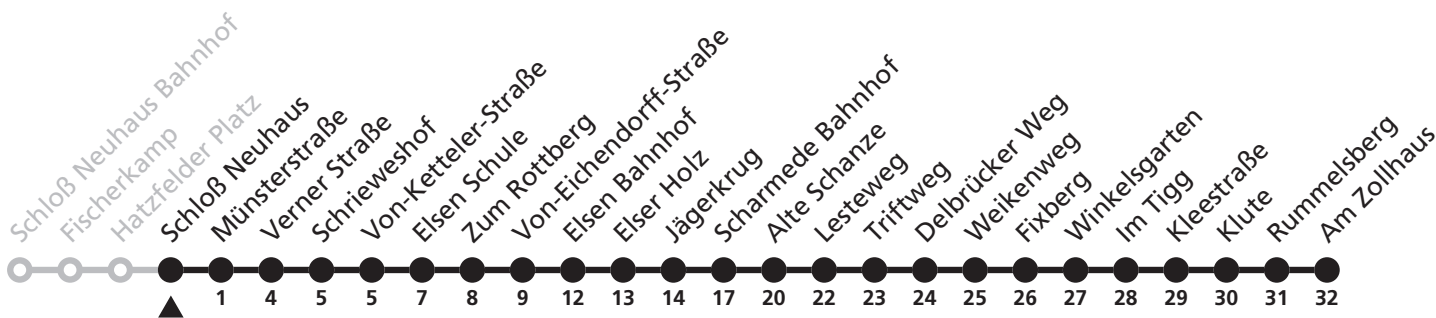 Schloß Neuhaus Bahnhof
Fischerkamp
Hatzfelder Platz
Schloß Neuhaus
Münsterstraße
Verner Straße
Schrieweshof
Von-Ketteler-Straße
Elsen Schule
Zum Rottberg
Von-Eichendorff-Straße
Elsen Bahnhof
Elser Holz
Jägerkrug
Scharmede Bahnhof
Alte Schanze
Lesteweg
Triftweg
Delbrücker Weg
Weikenweg
Fixberg
Winkelsgarten
Im Tigg
Kleestraße
Klute
Rummelsberg
Am Zollhaus
1 4 5 5 7 8 9 12 13 14 17 20 22 23 24 25 26 27 28 29 30 31 32